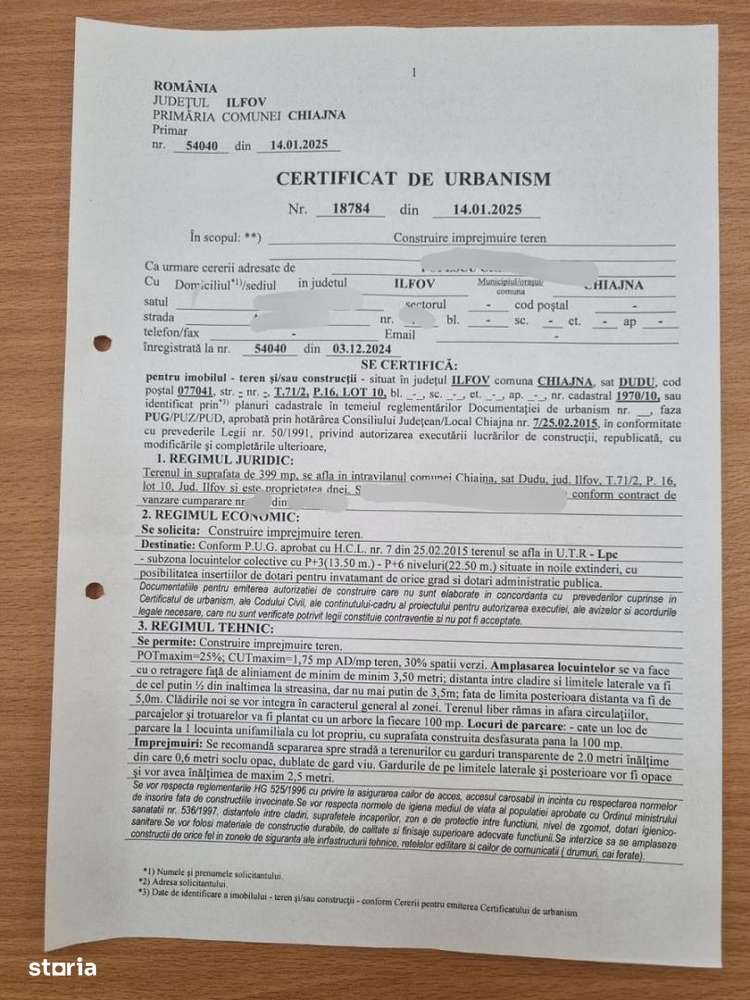 1
ROMÂNIA
JUDEŢUL ILFOV
PRIMĂRIA COMUNEI CHIAJNA
Primar
nr. 54040 din 14.01.2025
CERTIFICAT DE URBANISM
Nr. 18784 din 14.01.2025
În scopul: **) Construire imprejmuire teren
Ca urmare cererii adresate de
Cu Domiciliul*1)/sediul in judetul ILFOV Municipiul/oraşul/ comuna CHIAJNA
satul sectorul - cod poştal -
strada nr. bl. - sc. - et. - ap -
telefon/fax - Email -
înregistrată la nr. 54040 din 03.12.2024
SE CERTIFICĂ:
pentru imobilul - teren şi/sau construcţii - situat în judeţul ILFOV comuna CHIAJNA, sat DUDU, cod
poştal 077041, str. - nr. -, T.71/2, P.16, LOT 10, bl. _-_, sc. _-_, et. _-_, ap. _-_, nr. cadastral 1970/10, sau
identificat prin*3) planuri cadastrale în temeiul reglementărilor Documentaţiei de urbanism nr. __, faza
PUG/PUZ/PUD, aprobată prin hotărârea Consiliului Judeţean/Local Chiajna nr. 7/25.02.2015, în conformitate
cu prevederile Legii nr. 50/1991, privind autorizarea executării lucrărilor de construcţii, republicată, cu
modificările şi completările ulterioare,
1. REGIMUL JURIDIC:
Terenul in suprafata de 399 mp, se afla in intravilanul comunei Chiajna, sat Dudu, jud. Ilfov, T.71/2, P. 16,
lot 10, Jud. Ilfov si este proprietatea dnei. S conform contract de
vanzare cumparare nr din
2. REGIMUL ECONOMIC:
Se solicita: Construire imprejmuire teren.
Destinatie: Conform P.U.G. aprobat cu H.C.L. nr. 7 din 25.02.2015 terenul se afla in U.T.R - Lpc
- subzona locuintelor colective cu P+3(13.50 m.) - P+6 niveluri(22.50 m.) situate in noile extinderi, cu
posibilitatea insertiilor de dotari pentru invatamant de orice grad si dotari administratie publica.
Documentatiile pentru emiterea autorizatiei de construire care nu sunt elaborate in concordanta cu prevederilor cuprinse in
Certificatul de urbanism, ale Codului Civil, ale continutului-cadru al proiectului pentru autorizarea executiei, ale avizelor si acordurile
legale necesare, care nu sunt verificate potrivit legii constituie contraventie si nu pot fi acceptate.
3. REGIMUL TEHNIC:
Se permite: Construire imprejmuire teren.
POTmaxim=25%; CUTmaxim=1,75 mp AD/mp teren, 30% spatii verzi. Amplasarea locuintelor se va face
cu o retragere faţă de aliniament de minim de minim 3,50 metri; distanta intre cladire si limitele laterale va fi
de cel putin ½ din inaltimea la streasina, dar nu mai putin de 3,5m; fata de limita posterioara distanta va fi de
5,0m. Clădirile noi se vor integra în caracterul general al zonei. Terenul liber rămas in afara circulaţiilor,
parcajelor şi trotuarelor va fi plantat cu un arbore la fiecare 100 mp. Locuri de parcare: - cate un loc de
parcare la 1 locuinta unifamiliala cu lot propriu, cu suprafata construita desfasurata pana la 100 mp.
Imprejmuiri: Se recomandă separarea spre stradă a terenurilor cu garduri transparente de 2.0 metri înălţime
din care 0,6 metri soclu opac, dublate de gard viu. Gardurile de pe limitele laterale şi posterioare vor fi opace
şi vor avea înălţimea de maxim 2,5 metri.
Se vor respecta reglementarile HG 525/1996 cu privire la asigurarea cailor de acces, accesul carosabil in incinta cu respectarea normelor
de insorire fata de constructiile invecinate.Se vor respecta normele de igiena mediul de viata al populatiei aprobate cu Ordinul ministrului
sanatatii nr. 536/1997, distantele intre cladiri, suprafetele incaperilor, zon e de protectie intre functiuni, nivel de zgomot, dotari igienico-
sanitare.Se vor folosi materiale de constructie durabile, de calitate si finisaje superioare adecvate functiunii.Se interzice sa se amplaseze
constructii de orice fel in zonele de siguranta ale inrfastructurii tehnice, retelelor edilitare si cailor de comunicatii ( drumuri, cai ferate).
*1) Numele şi prenumele solicitantului.
*2) Adresa solicitantului.
*3) Date de identificare a imobilului - teren şi/sau construcţii - conform Cererii pentru emiterea Certificatului de urbanism
storia